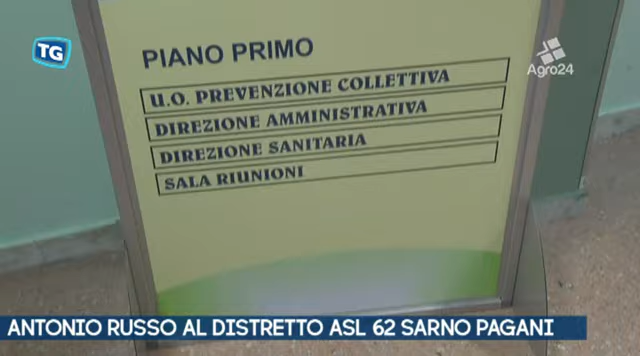 TG
Agro24
PIANO PRIMO
U.O. PREVENZIONE COLLETTIVA
DIREZIONE AMMINISTRATIVA
DIREZIONE SANITARIA
SALA RIUNIONI
ANTONIO RUSSO AL DISTRETTO ASL 62 SARNO PAGANI